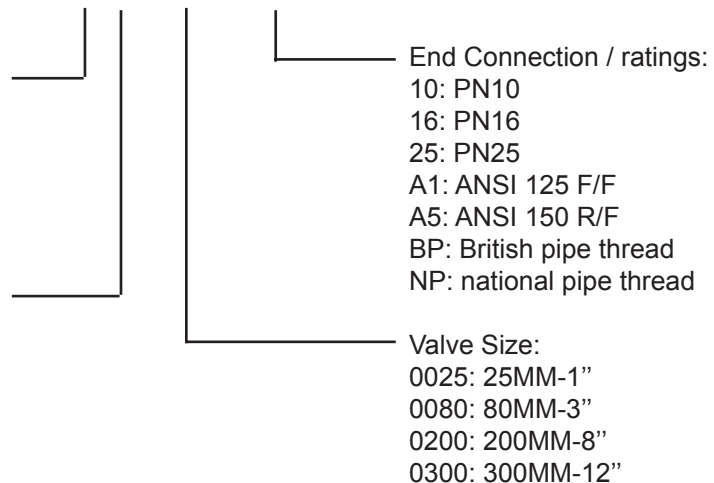 End Connection / ratings:
10: PN10
16: PN16
25: PN25
A1: ANSI 125 F/F
A5: ANSI 150 R/F
BP: British pipe thread
NP: national pipe thread
Valve Size:
0025: 25MM-1’’
0080: 80MM-3’’
0200: 200MM-8’’
0300: 300MM-12’’